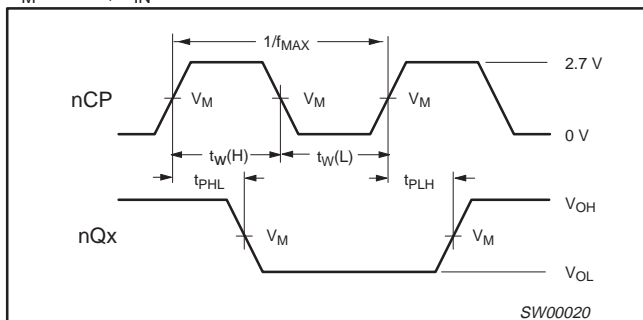 M IN
1/fMAX
2.7 V
nCP VM VM VM
0 V
tW(H) tW(L)
tPHL tPLH
VOH
nQx VM VM
VOL
SW00020